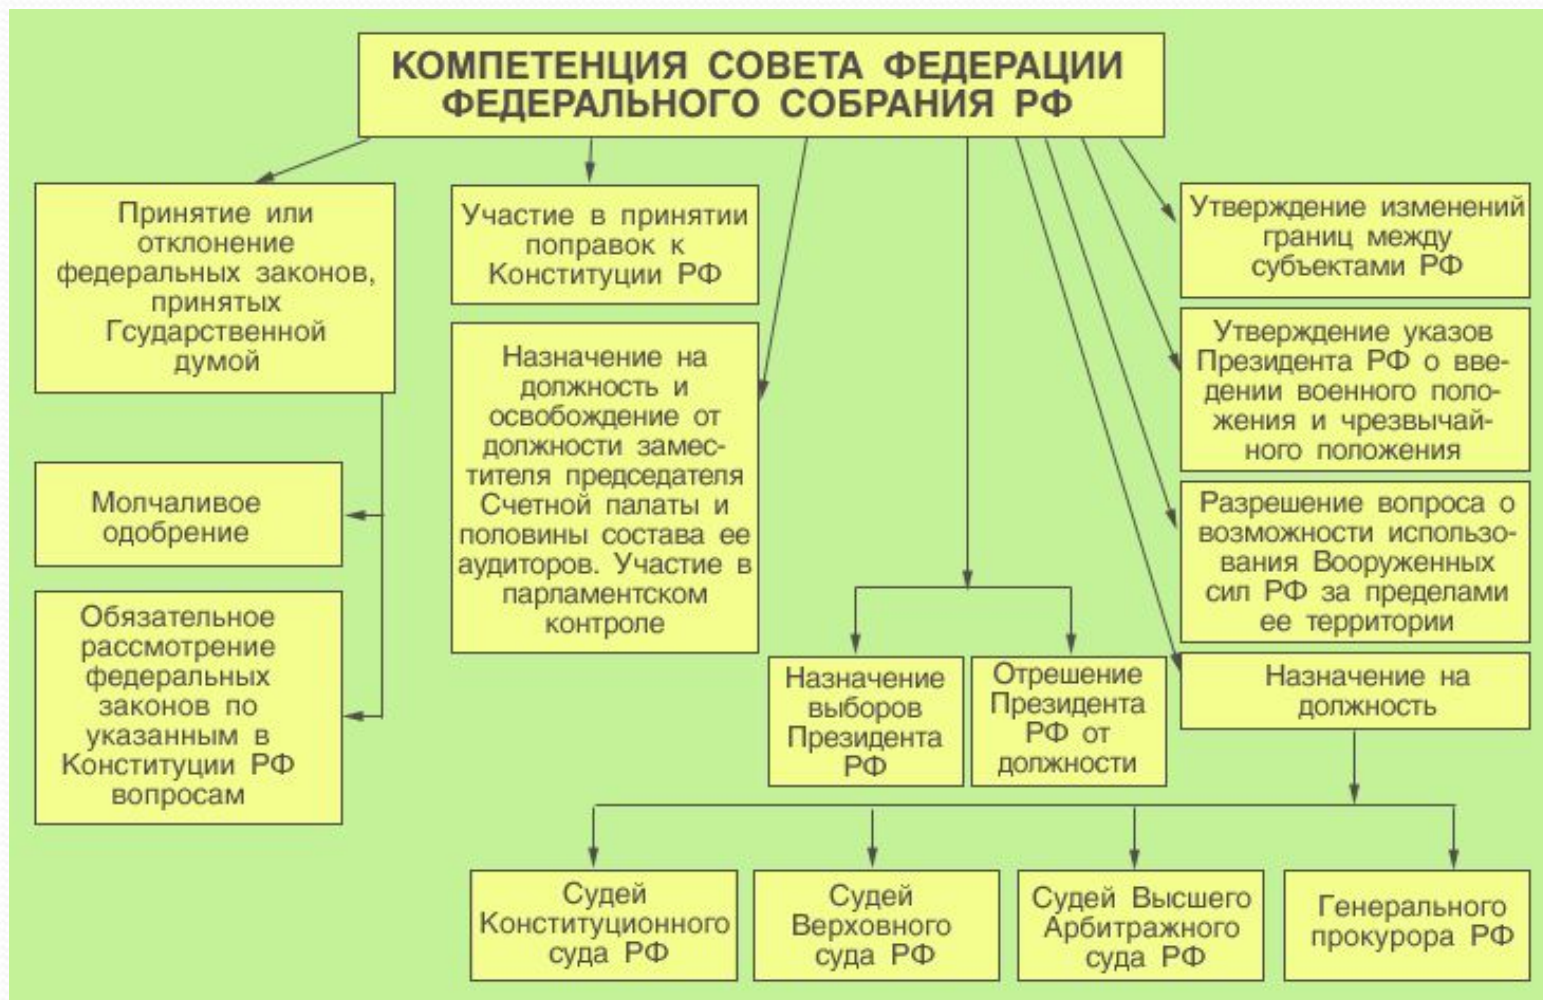 КОМПЕТЕНЦИЯ СОВЕТА ФЕДЕРАЦИИ
ФЕДЕРАЛЬНОГО СОБРАНИЯ РФ
Принятие или
отклонение
федеральных законов,
принятых
Гсударственной
думой
Молчаливое
одобрение
Обязательное
рассмотрение
федеральных
законов по
указанным в
Конституции РФ
вопросам
Участие в принятии
поправок к
Конституции РФ
Назначение на
должность и
освобождение от
должности замес-
тителя председателя
Счетной палаты и
половины состава ее
аудиторов. Участие в
парламентском
контроле
Назначение
выборов
Президента
РФ
Отрешение
Президента
РФ от
должности
Утверждение изменений
границ между
субъектами РФ
Утверждение указов
Президента РФ о вве-
дении военного поло-
жения и чрезвычай-
ного положения
Разрешение вопроса о
возможности использо-
вания Вооруженных
сил РФ за пределами
ее территории
Назначение на
должность
Судей
Конституционного
суда РФ
Судей
Верховного
суда РФ
Судей Высшего
Арбитражного
суда РФ
Генерального
прокурора РФ